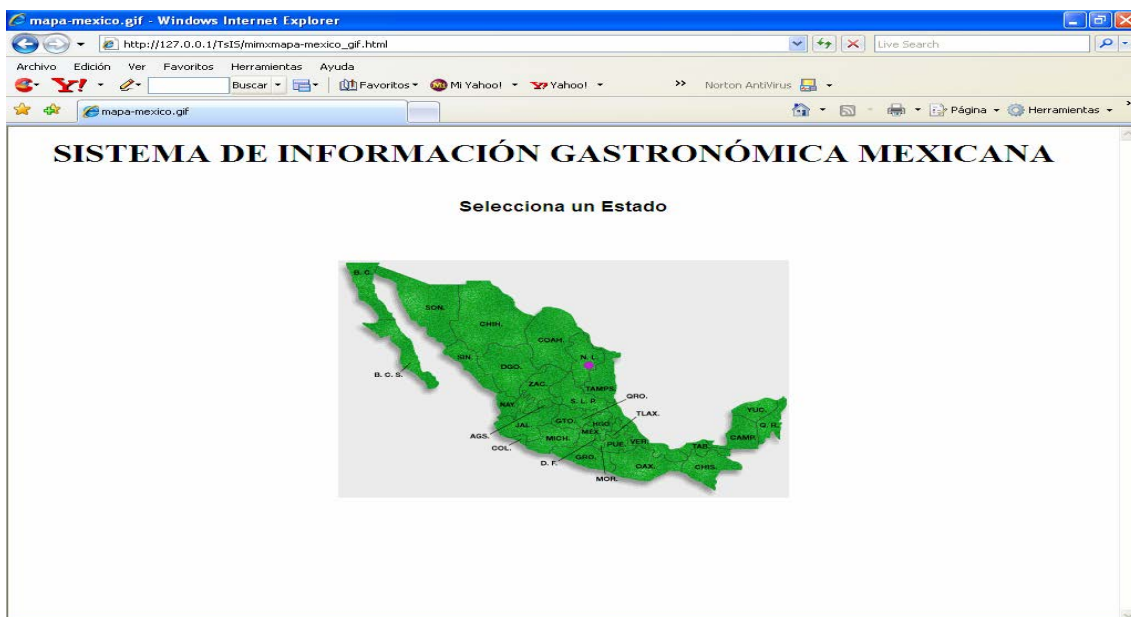 mapa-mexico.gif - Windows Internet Explorer
http://127.0.0.1/TsIS/mimxmapa-mexico_gif.html
Live Search
Archivo Edición Ver Favoritos Herramientas Ayuda
Y! Buscar Favoritos Mi Yahoo! Yahoo! Norton AntiVirus
mapa-mexico.gif
Página Herramientas
SISTEMA DE INFORMACIÓN GASTRONÓMICA MEXICANA
Selecciona un Estado
B. C.
SON.
CHIH.
COAH.
B. C. S.
SIN.
DGO.
N. L.
ZAC.
TAMPS.
NAY.
S. L. P.
QRO.
TLAX.
AGS.
JAL.
GTO.
HGO.
MEX.
YUC.
Q. R.
CAMP.
COL.
MICH.
PUE.
VER.
TAB.
D. F.
GRO.
OAX.
CHIS.
MOR.